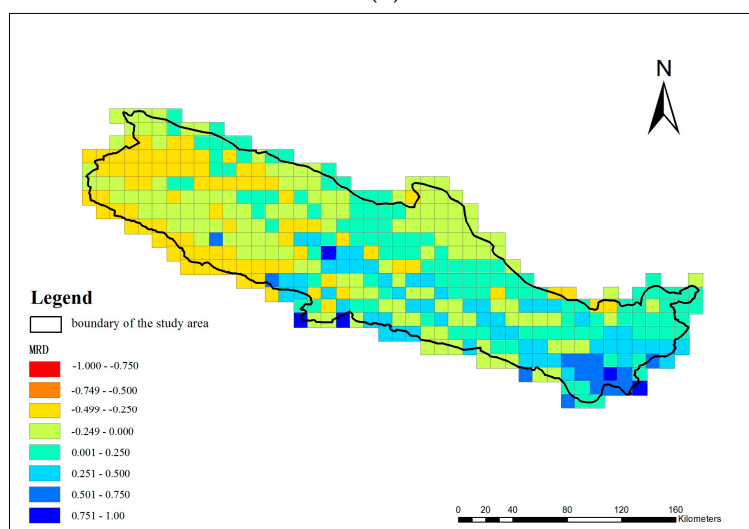 N
Legend
boundary of the study area
MRD
-1.000 - -0.750
-0.749 - -0.500
-0.499 - -0.250
-0.249 - 0.000
0.001 - 0.250
0.251 - 0.500
0.501 - 0.750
0.751 - 1.00
0 10 20 40 80 120 160
Kilometers